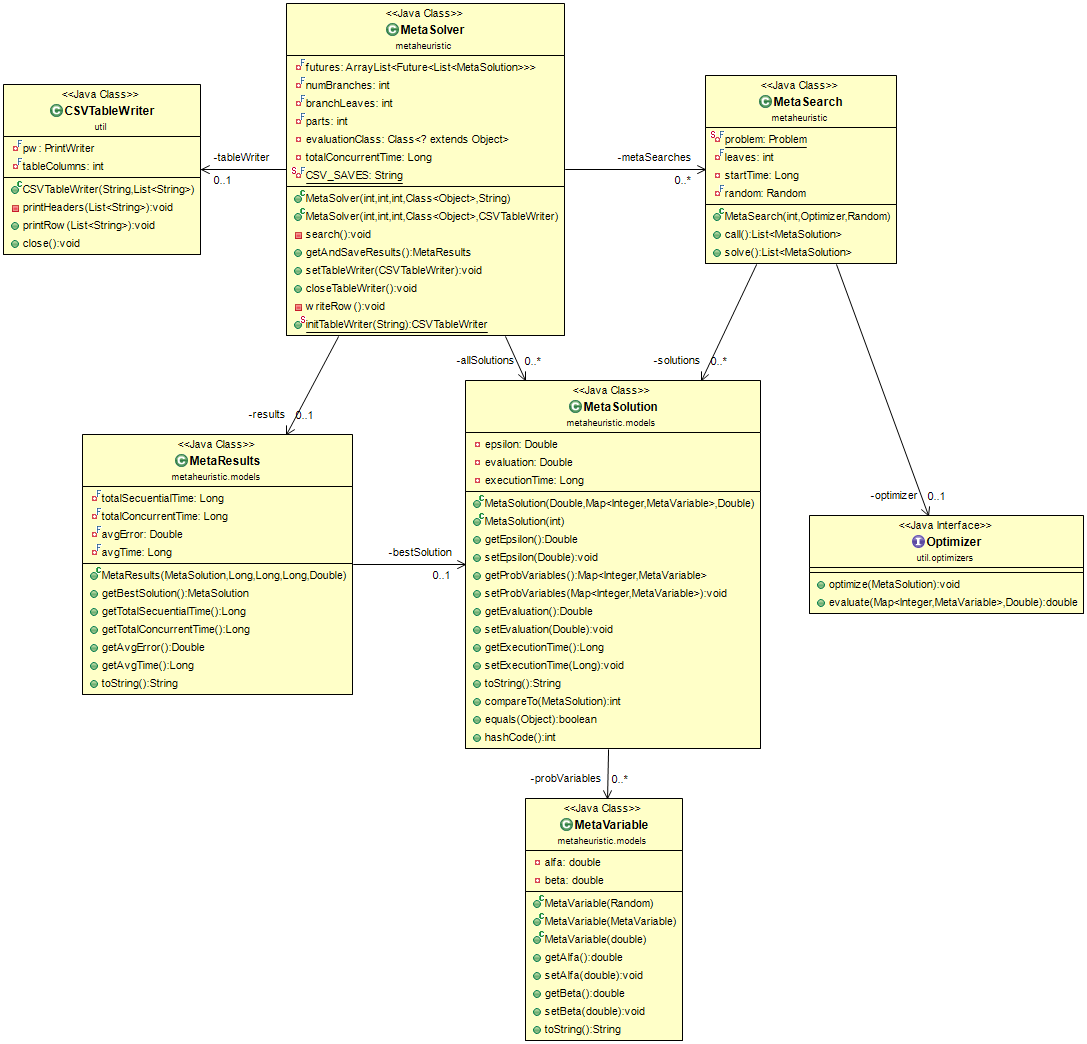 <<Java Class>>
MetaSolver
metaheuristic
futures: ArrayList<Future<List<MetaSolution>>>
numBranches: int
branchLeaves: int
parts: int
evaluationClass: Class<? extends Object>
totalConcurrentTime: Long
CSV_SAVES: String
MetaSolver(int,int,int,Class<Object>,String)
MetaSolver(int,int,int,Class<Object>,CSVTableWriter)
search():void
getAndSaveResults():MetaResults
setTableWriter(CSVTableWriter):void
closeTableWriter():void
writeRow():void
initTableWriter(String):CSVTableWriter
<<Java Class>>
CSVTableWriter
util
pw: PrintWriter
tableColumns: int
CSVTableWriter(String,List<String>)
printHeaders(List<String>):void
printRow(List<String>):void
close():void
-tableWriter
0..1
-metaSearches
0..*
<<Java Class>>
MetaSearch
metaheuristic
problem: Problem
leaves: int
startTime: Long
random: Random
MetaSearch(int,Optimizer,Random)
call():List<MetaSolution>
solve():List<MetaSolution>
-allSolutions
0..*
-solutions
0..*
-results
0..1
<<Java Class>>
MetaSolution
metaheuristic.models
epsilon: Double
evaluation: Double
executionTime: Long
MetaSolution(Double,Map<Integer,MetaVariable>,Double)
MetaSolution(int)
getEpsilon():Double
setEpsilon(Double):void
getProbVariables():Map<Integer,MetaVariable>
setProbVariables(Map<Integer,MetaVariable>):void
getEvaluation():Double
setEvaluation(Double):void
getExecutionTime():Long
setExecutionTime(Long):void
toString():String
compareTo(MetaSolution):int
equals(Object):boolean
hashCode():int
<<Java Class>>
MetaResults
metaheuristic.models
totalSecuentialTime: Long
totalConcurrentTime: Long
avgError: Double
avgTime: Long
MetaResults(MetaSolution,Long,Long,Long,Double)
getBestSolution():MetaSolution
getTotalSecuentialTime():Long
getTotalConcurrentTime():Long
getAvgError():Double
getAvgTime():Long
toString():String
-bestSolution
0..1
-optimizer
0..1
<<Java Interface>>
Optimizer
util.optimizers
optimize(MetaSolution):void
evaluate(Map<Integer,MetaVariable>,Double):double
-probVariables
0..*
<<Java Class>>
MetaVariable
metaheuristic.models
alfa: double
beta: double
MetaVariable(Random)
MetaVariable(MetaVariable)
MetaVariable(double)
getAlfa():double
setAlfa(double):void
getBeta():double
setBeta(double):void
toString():String